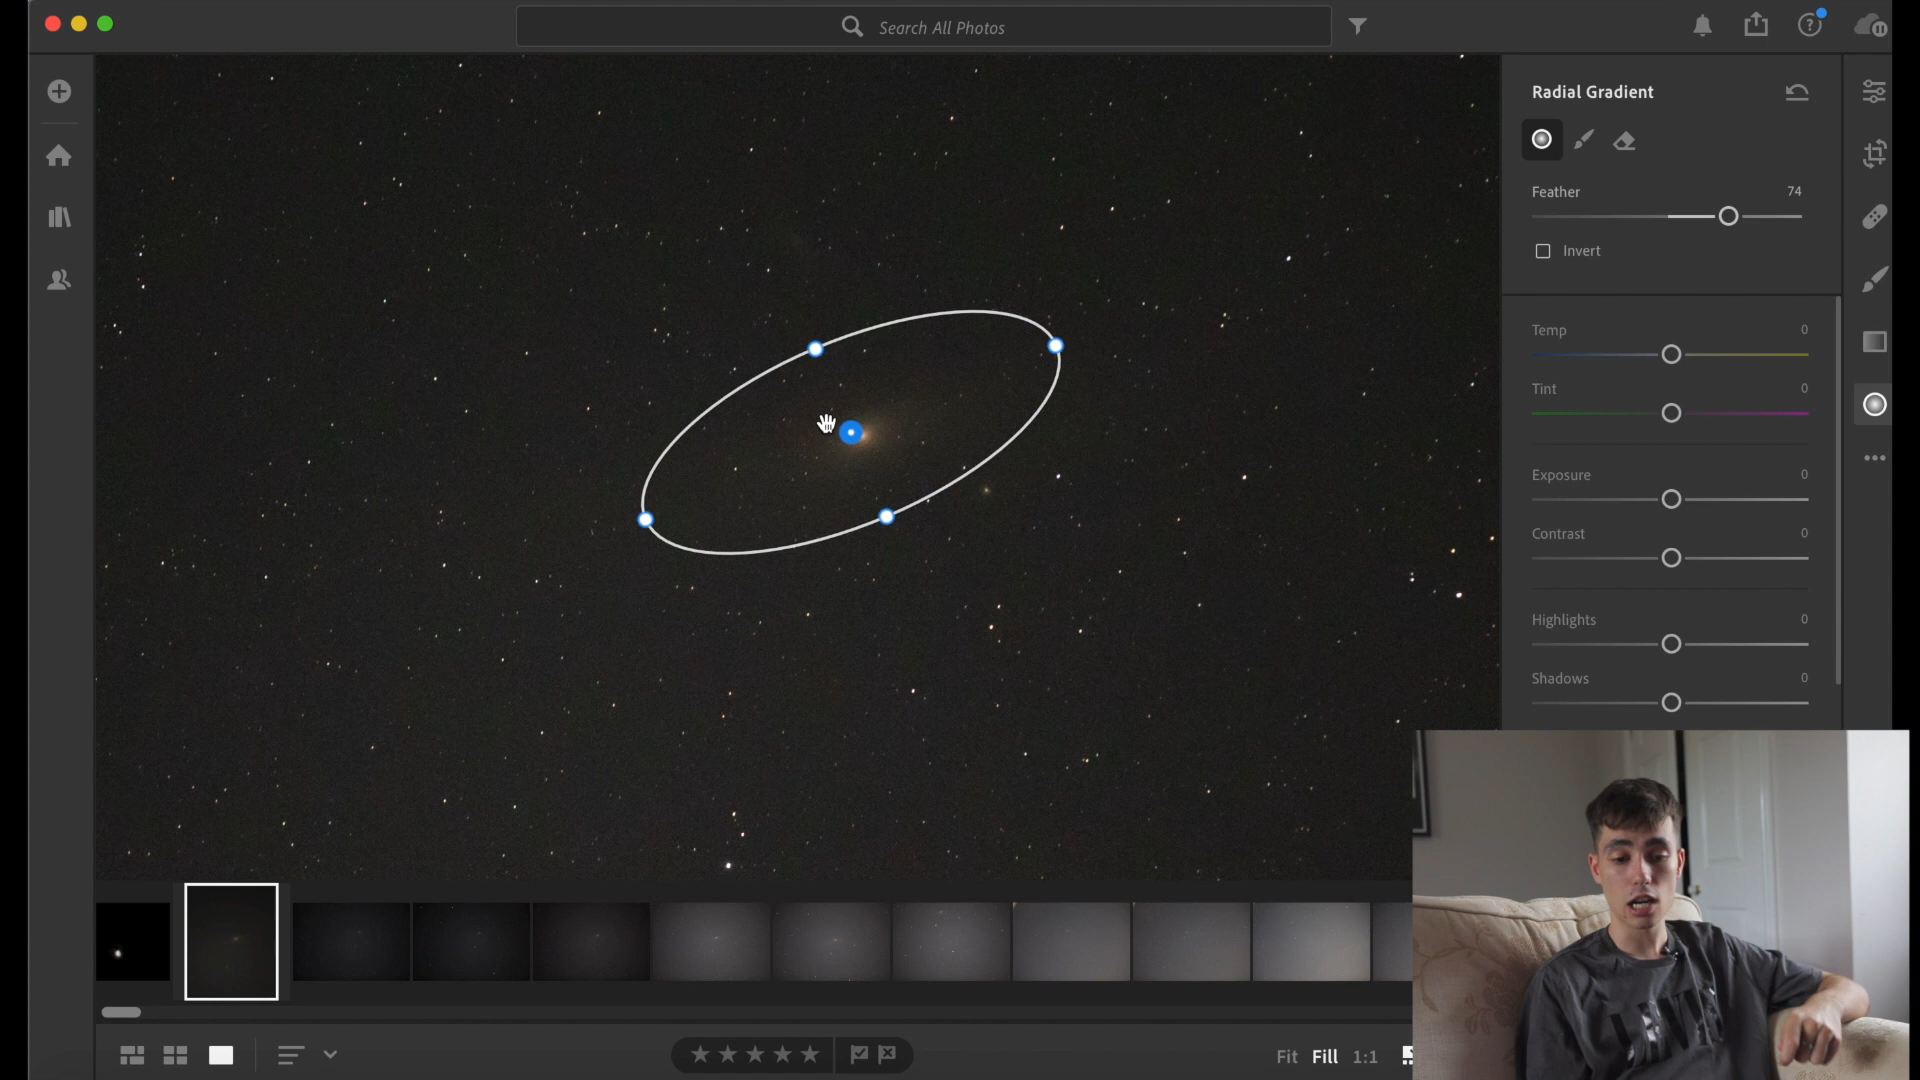 Search All Photos
Radial Gradient
Feather 74
Invert
Temp 0
Tint 0
Exposure 0
Contrast 0
Highlights 0
Shadows 0
Fit Fill 1:1